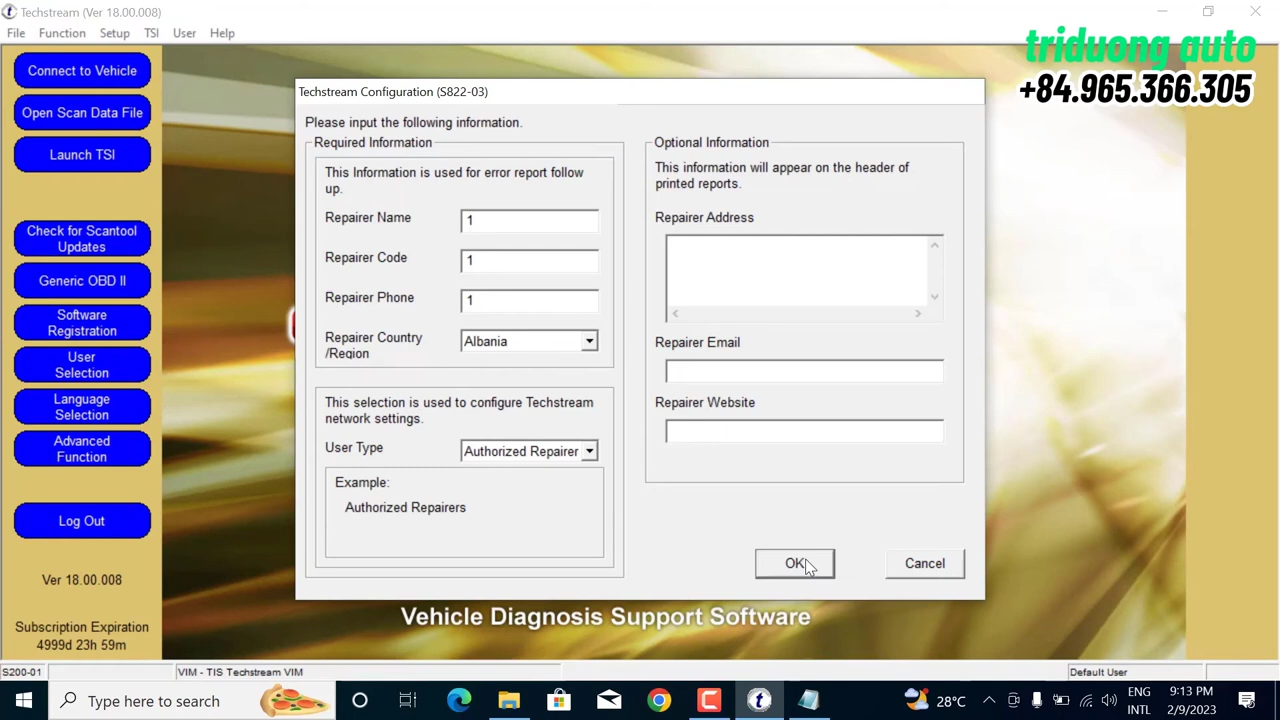 Techstream (Ver 18.00.008)
File Function Setup TSI User Help
triduong auto
+84.965.366.305
Connect to Vehicle
Open Scan Data File
Launch TSI
Check for Scantool
Updates
Generic OBD II
Software
Registration
User
Selection
Language
Selection
Advanced
Function
Log Out
Ver 18.00.008
Subscription Expiration
4999d 23h 59m
Techstream Configuration (S822-03)
Please input the following information.
Required Information
This Information is used for error report follow
up.
Repairer Name 1
Repairer Code 1
Repairer Phone 1
Repairer Country
/Region
Albania
This selection is used to configure Techstream
network settings.
User Type Authorized Repairer
Example:
Authorized Repairers
Optional Information
This information will appear on the header of
printed reports.
Repairer Address
Repairer Email
Repairer Website
OK Cancel
Vehicle Diagnosis Support Software
S200-01 VIM - TIS Techstream VIM Default User
Type here to search
28°C
ENG
INTL
9:13 PM
2/9/2023